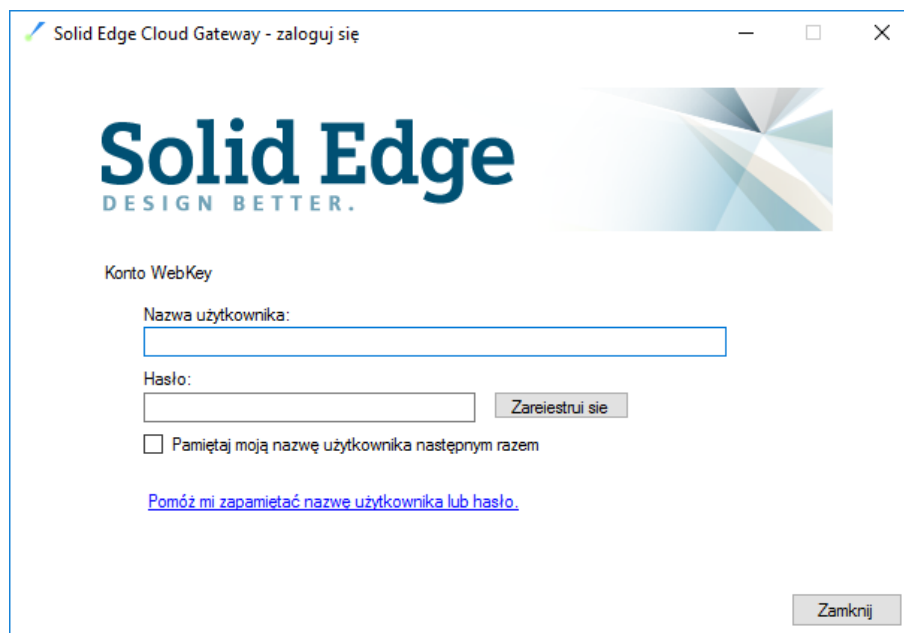 Solid Edge Cloud Gateway - zaloguj się
Solid Edge
DESIGN BETTER.
Konto WebKey
Nazwa użytkownika:
Hasło:
Zareiestrui sie
Pamiętaj moją nazwę użytkownika następnym razem
Pomóż mi zapamiętać nazwę użytkownika lub hasło.
Zamknij